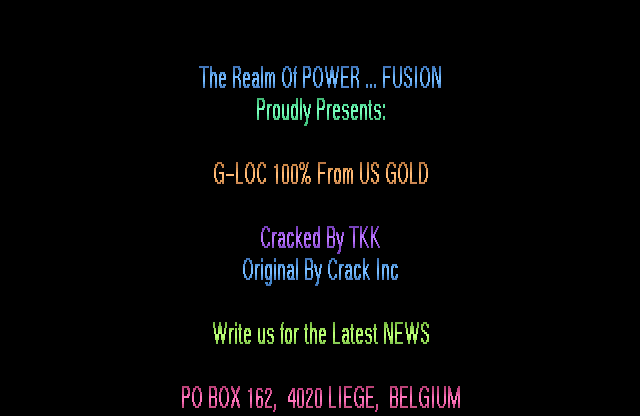 The Realm Of POWER ... FUSION
Proudly Presents:
G-LOC 100% From US GOLD
Cracked By TKK
Original By Crack Inc
Write us for the Latest NEWS
PO BOX 162, 4020 LIEGE, BELGIUM